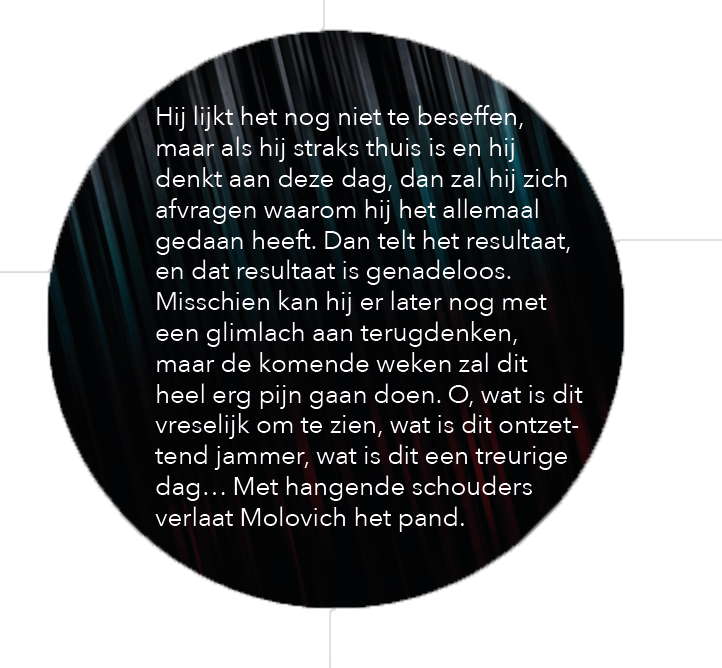 Hij lijkt het nog niet te beseffen,
maar als hij straks thuis is en hij
denkt aan deze dag, dan zal hij zich
afvragen waarom hij het allemaal
gedaan heeft. Dan telt het resultaat,
en dat resultaat is genadeloos.
Misschien kan hij er later nog met
een glimlach aan terugdenken,
maar de komende weken zal dit
heel erg pijn gaan doen. O, wat is dit
vreselijk om te zien, wat is dit ontzet-
tend jammer, wat is dit een treurige
dag… Met hangende schouders
verlaat Molovich het pand.